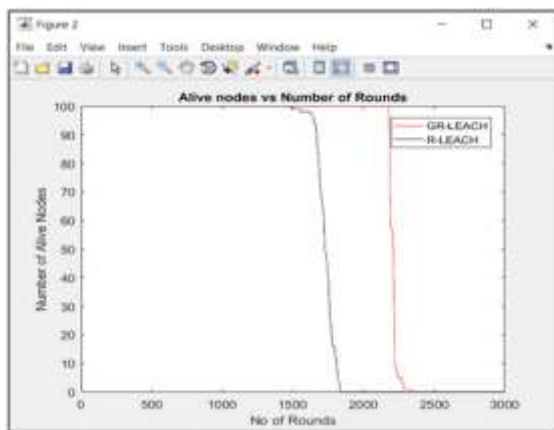 Figure 2
File Edit View Insert Tools Desktop Window Help
Alive nodes vs Number of Rounds
GR-LEACH
R-LEACH
Number of Alive Nodes
100
90
80
70
60
50
40
30
20
10
0
0 500 1000 1500 2000 2500 3000
No of Rounds